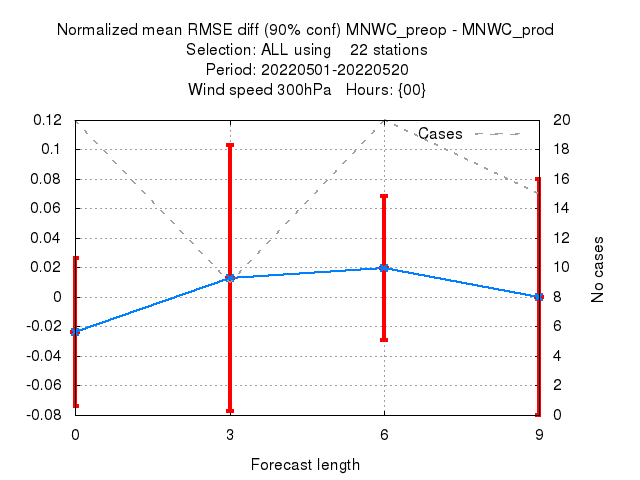 Normalized mean RMSE diff (90% conf) MNWC_preop - MNWC_prod
Selection: ALL using    22 stations
Period: 20220501-20220520
Wind speed 300hPa   Hours: {00}
Cases
0.12
0.1
0.08
0.06
0.04
0.02
0
-0.02
-0.04
-0.06
-0.08
20
18
16
14
12
10
8
6
4
2
0
No cases
0 3 6 9
Forecast length